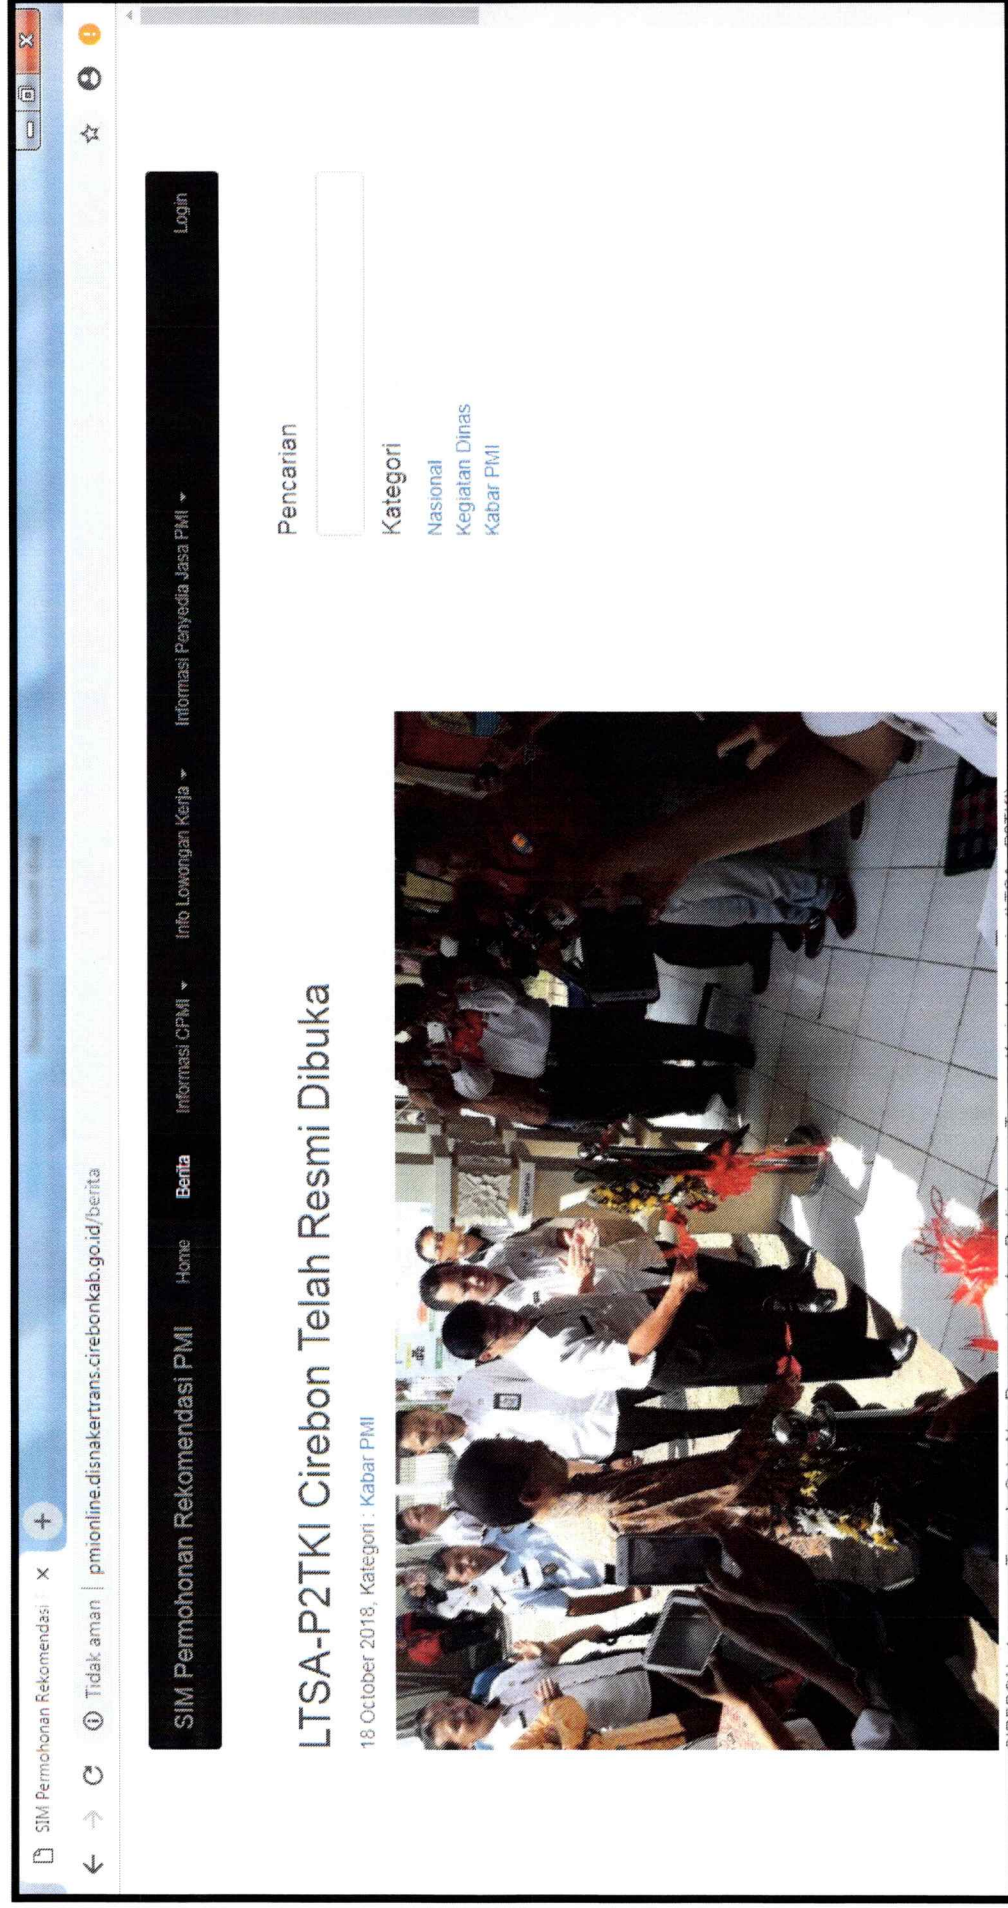 SIM Permohonan Rekomendasi
Tidak aman | pmionline.disnakertrans.cirebonkab.go.id/berita
SIM Permohonan Rekomendasi PMI Home Berita Informasi CPMI Info Lowongan Kerja Informasi Penyedia Jasa PMI Login
LTSA-P2TKI Cirebon Telah Resmi Dibuka
18 October 2018, Kategori : Kabar PMI
Pencarian
Kategori
Nasional
Kegiatan Dinas
Kabar PMI